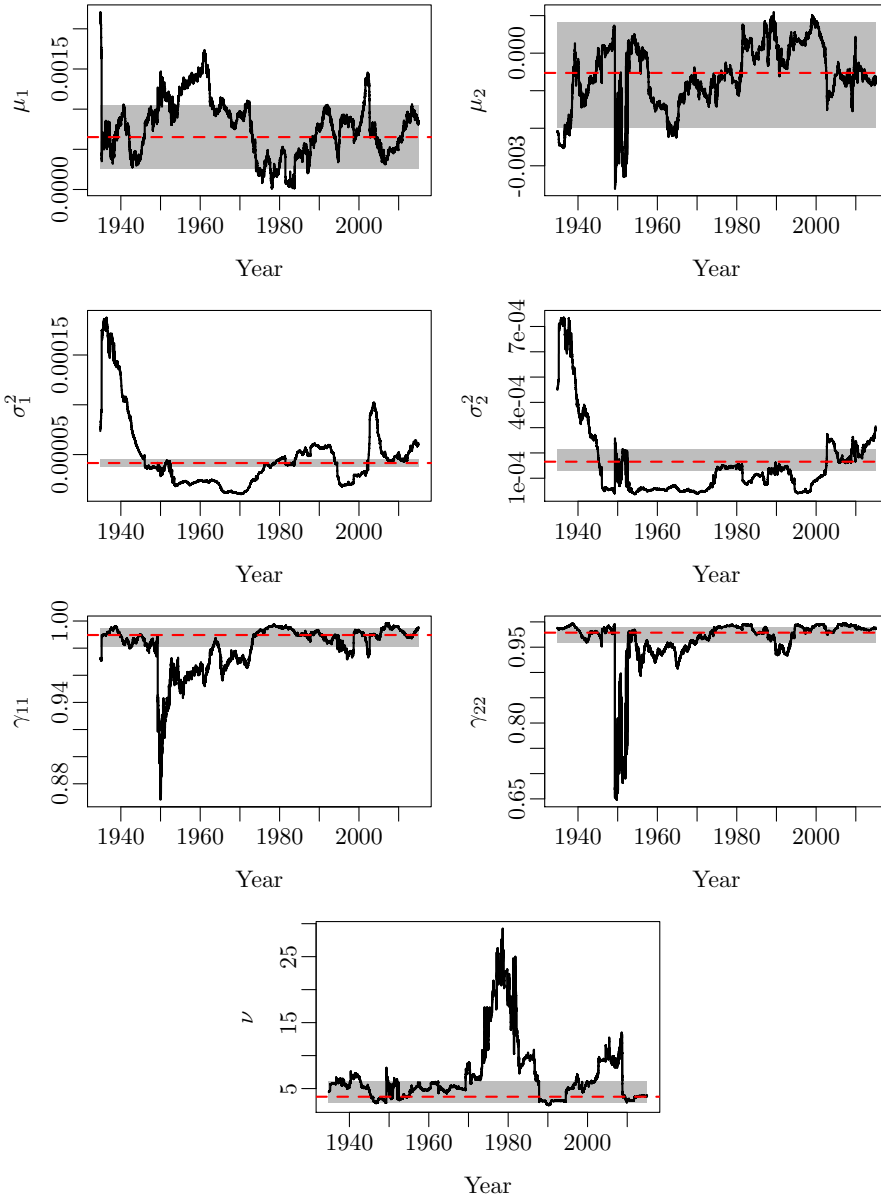 μ₁
0.0000 0.0015
1940 1960 1980 2000
Year
μ₂
-0.003 0.000
1940 1960 1980 2000
Year
σ₁²
0.00005 0.00015
1940 1960 1980 2000
Year
σ₂²
1e-04 4e-04 7e-04
1940 1960 1980 2000
Year
γ₁₁
0.88 0.94 1.00
1940 1960 1980 2000
Year
γ₂₂
0.65 0.80 0.95
1940 1960 1980 2000
Year
ν
5 15 25
1940 1960 1980 2000
Year